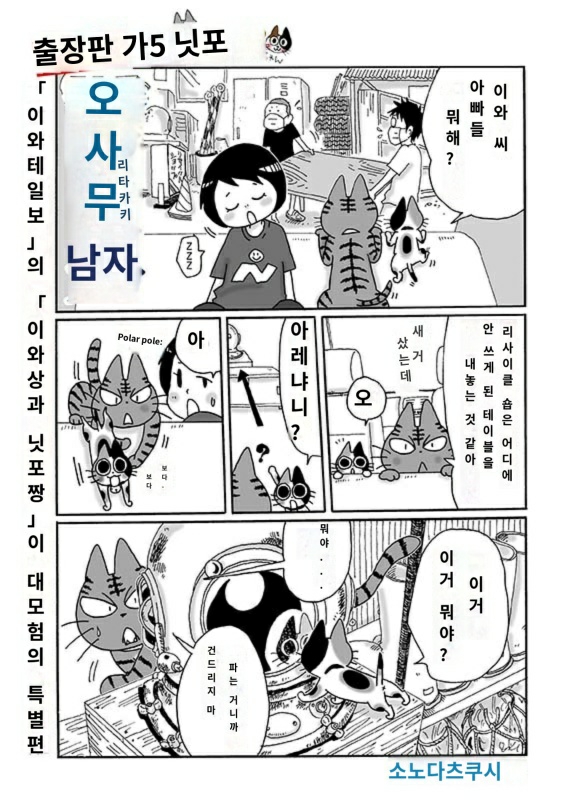 출장판 가5 닛포
오
사
무
리타카키
남자.
「이와테일보」의 「이와상과 닛포짱」이 대모험의 특별편
이와 씨
아빠들
뭐해?
ZZZ
리사이클 숍은 어디에
안 쓰게 된 테이블을
내놓는 것 같아
새 거
샀는데
오
아레냐니?
?
아
Polar pole:
보다.
보다
이거
이거 뭐야?
뭐야...
파는 거니까
건드리지 마
소노다츠쿠시